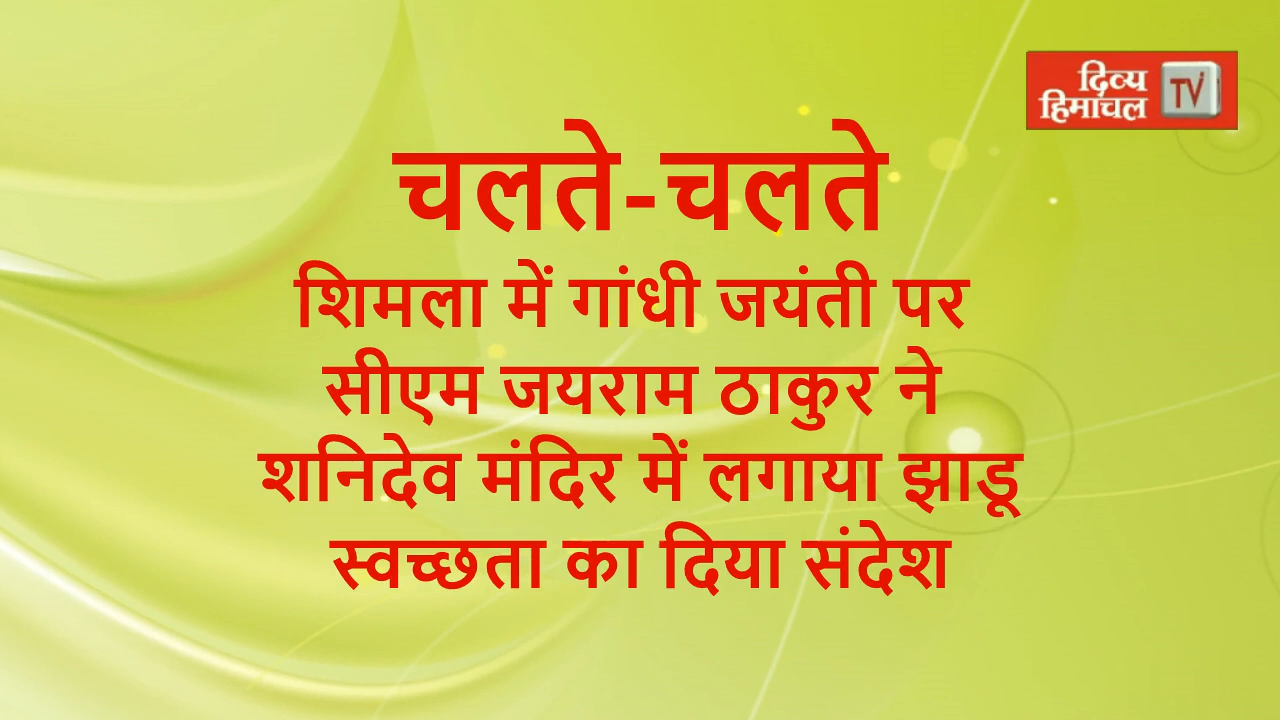 दिव्य
हिमाचल TV
चलते-चलते
शिमला में गांधी जयंती पर
सीएम जयराम ठाकुर ने
शनिदेव मंदिर में लगाया झाडू
स्वच्छता का दिया संदेश